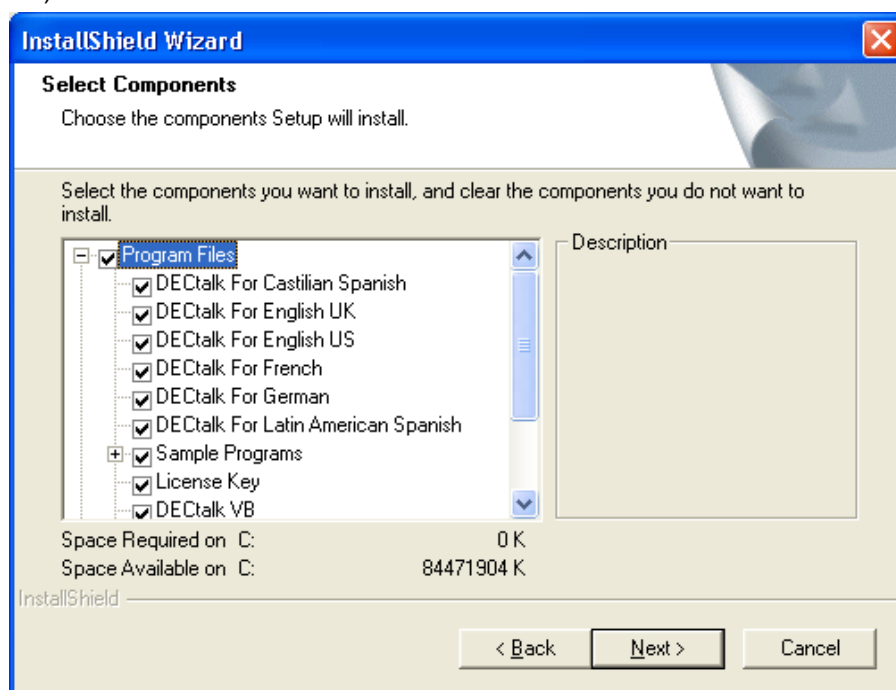 InstallShield Wizard
Select Components
Choose the components Setup will install.
Select the components you want to install, and clear the components you do not want to
install.
Program Files
DECtalk For Castilian Spanish
DECtalk For English UK
DECtalk For English US
DECtalk For French
DECtalk For German
DECtalk For Latin American Spanish
Sample Programs
License Key
DECtalk VB
Description
Space Required on C: 0 K
Space Available on C: 84471904 K
InstallShield
< Back Next > Cancel